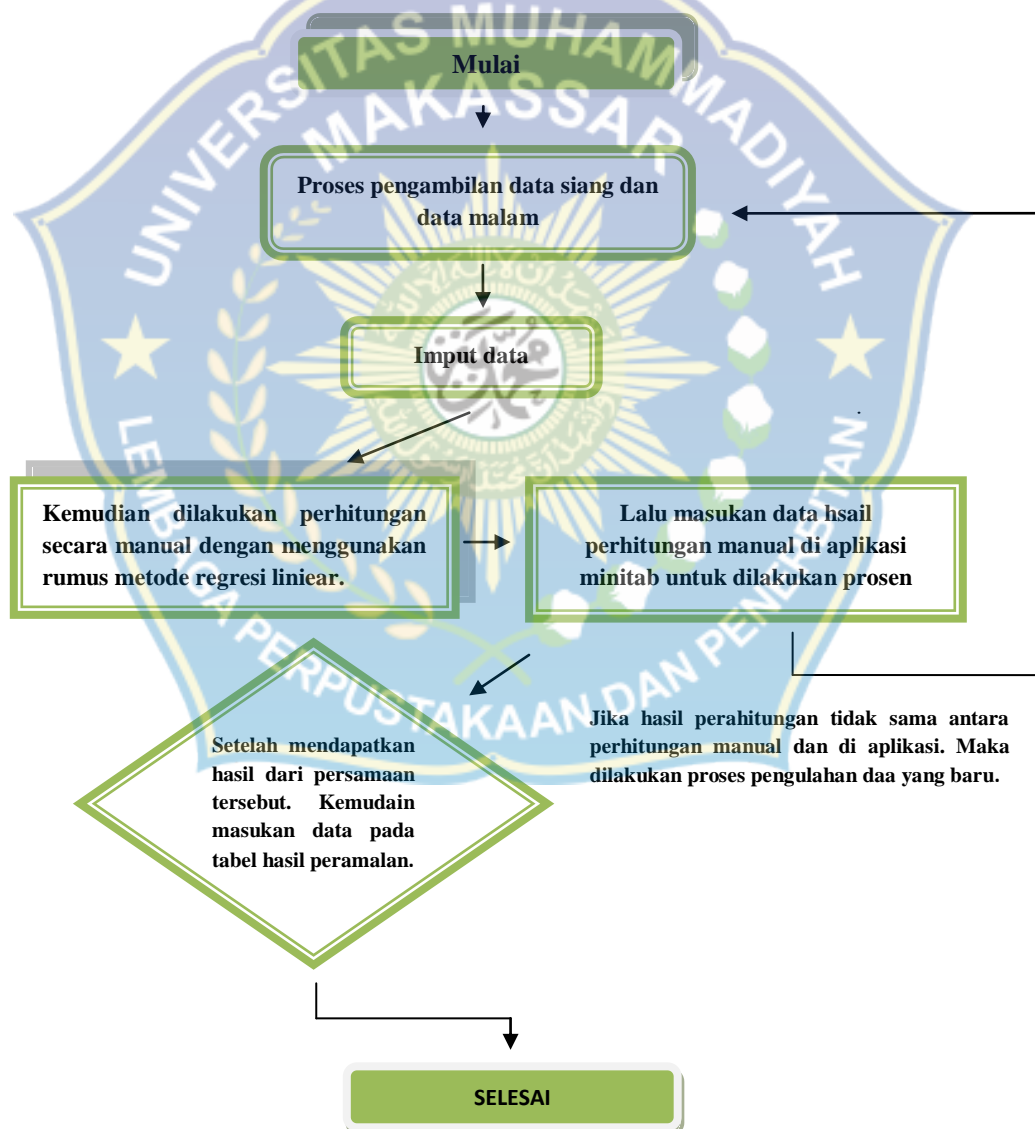 UNIVERSITAS MUHAMMADIYAH
MAKASSAR
Mulai
Proses pengambilan data siang dan
data malam
Imput data
Kemudian dilakukan perhitungan
secara manual dengan menggunakan
rumus metode regresi liniear.
Lalu masukan data hsail
perhitungan manual di aplikasi
minitab untuk dilakukan prosen
Jika hasil perahitungan tidak sama antara
perhitungan manual dan di aplikasi. Maka
dilakukan proses pengulahan daa yang baru.
Setelah mendapatkan
hasil dari persamaan
tersebut. Kemudain
masukan data pada
tabel hasil peramalan.
SELESAI
LEMBAGA PERPUSTAKAAN DAN PENERBITAN